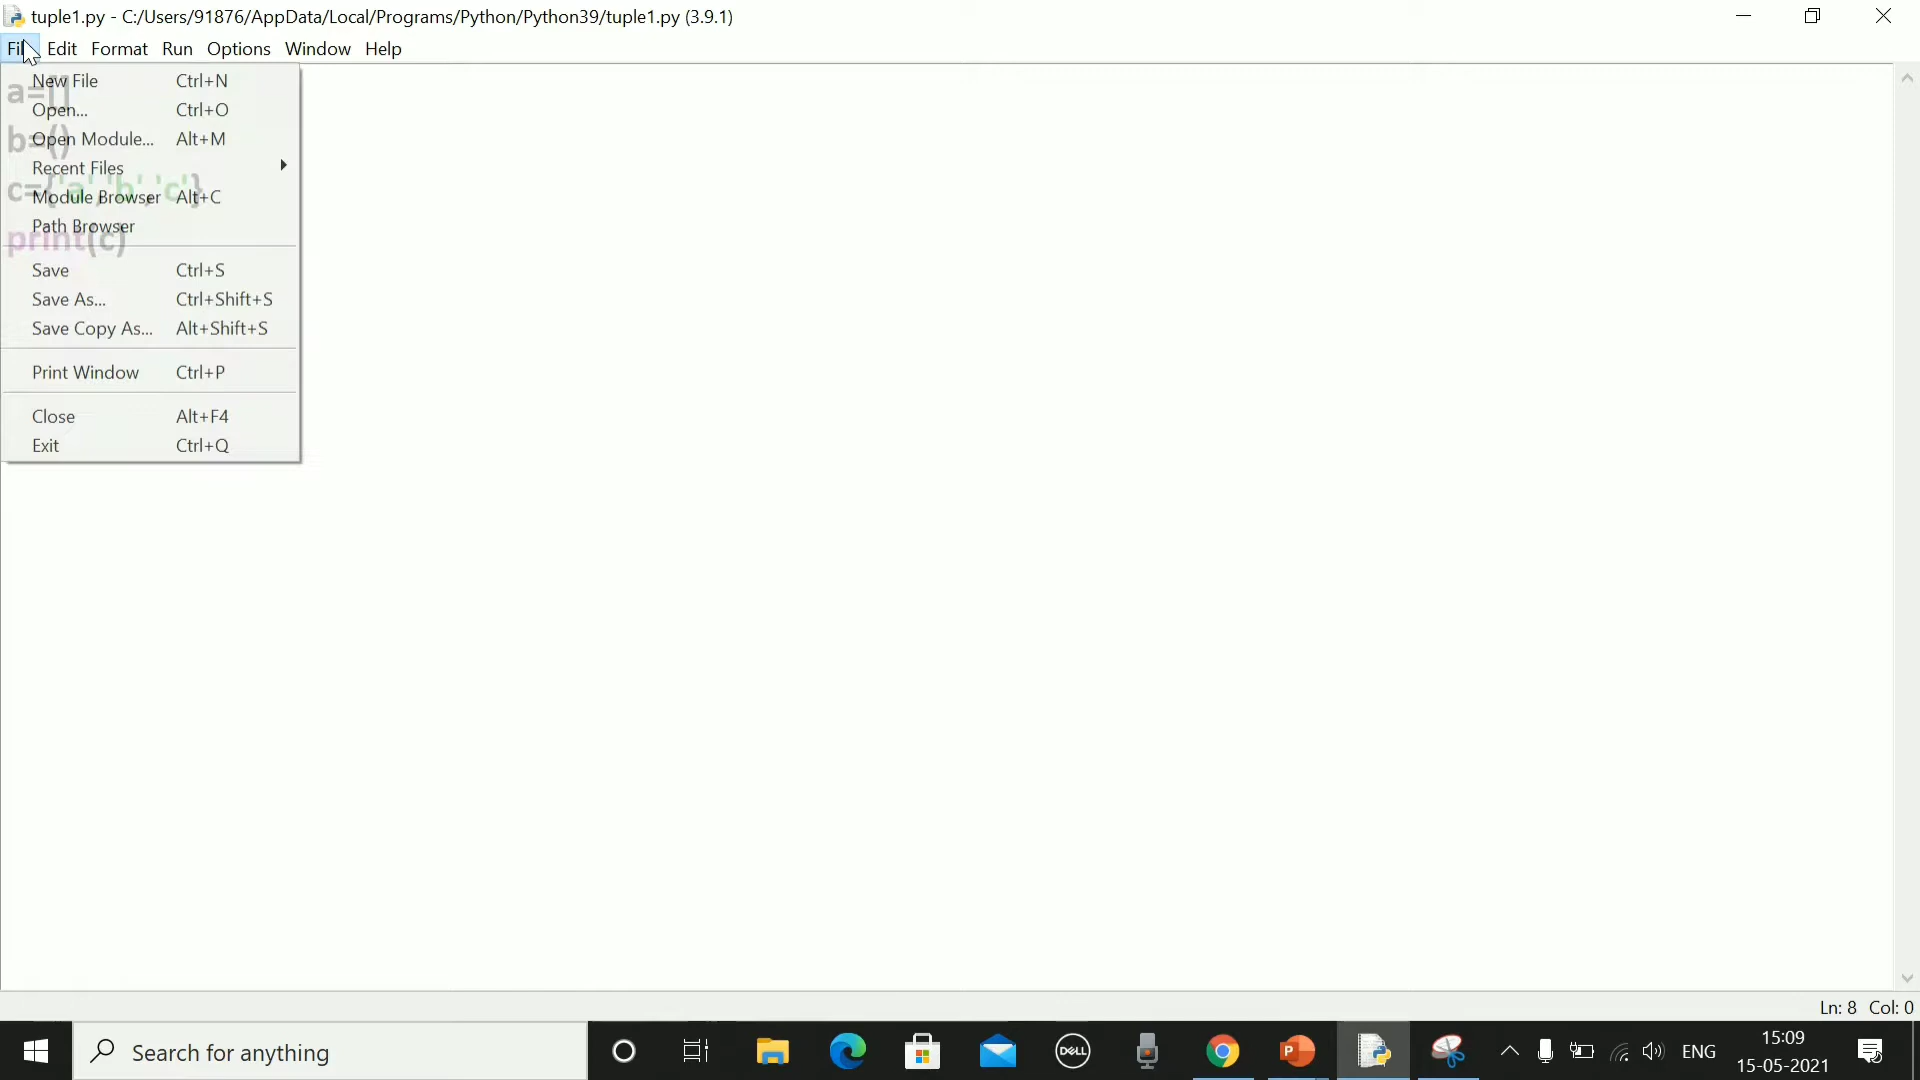 tuple1.py - C:/Users/91876/AppData/Local/Programs/Python/Python39/tuple1.py (3.9.1)
File Edit Format Run Options Window Help
a=[]
b=()
c={'a','b','c'}
print(c)
New File Ctrl+N
Open... Ctrl+O
Open Module... Alt+M
Recent Files
Module Browser Alt+C
Path Browser
Save Ctrl+S
Save As... Ctrl+Shift+S
Save Copy As... Alt+Shift+S
Print Window Ctrl+P
Close Alt+F4
Exit Ctrl+Q
Ln: 8 Col: 0
Search for anything
DELL
P
ENG
15:09
15-05-2021